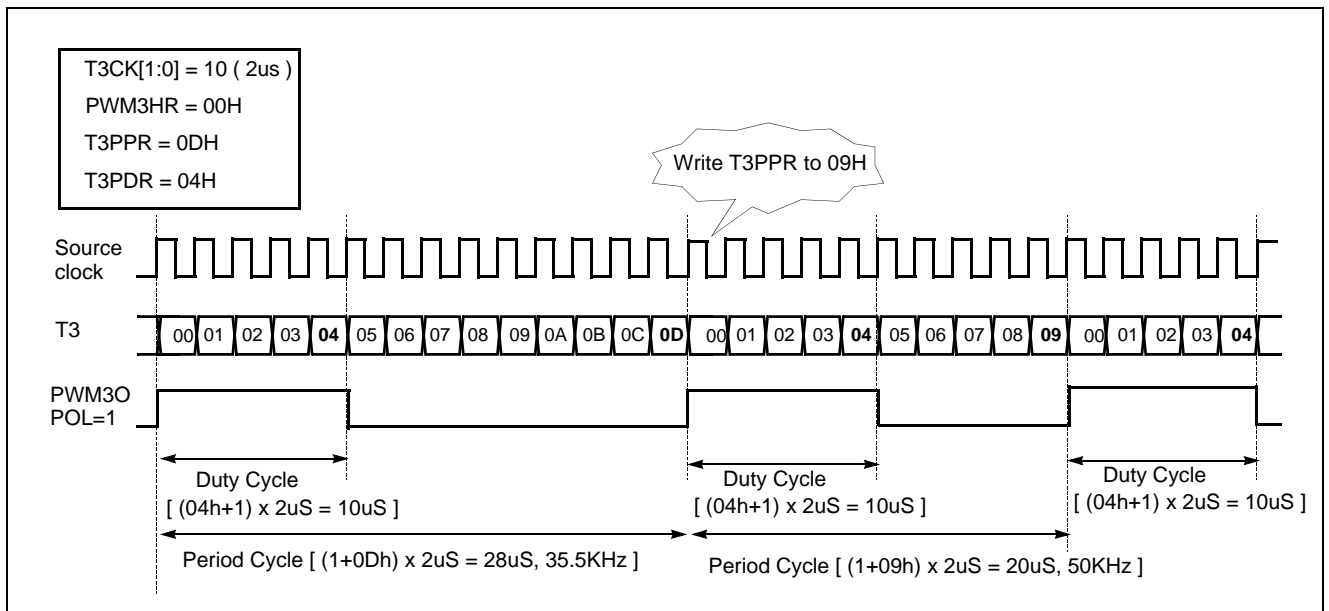 T3CK[1:0] = 10 ( 2us )
PWM3HR = 00H
T3PPR = 0DH
T3PDR = 04H
Write T3PPR to 09H
Source
clock
T3 00 01 02 03 04 05 06 07 08 09 0A 0B 0C 0D 00 01 02 03 04 05 06 07 08 09 00 01 02 03 04
PWM3O
POL=1
Duty Cycle
[ (04h+1) x 2uS = 10uS ]
Duty Cycle
[ (04h+1) x 2uS = 10uS ]
Duty Cycle
[ (04h+1) x 2uS = 10uS ]
Period Cycle [ (1+0Dh) x 2uS = 28uS, 35.5KHz ]
Period Cycle [ (1+09h) x 2uS = 20uS, 50KHz ]